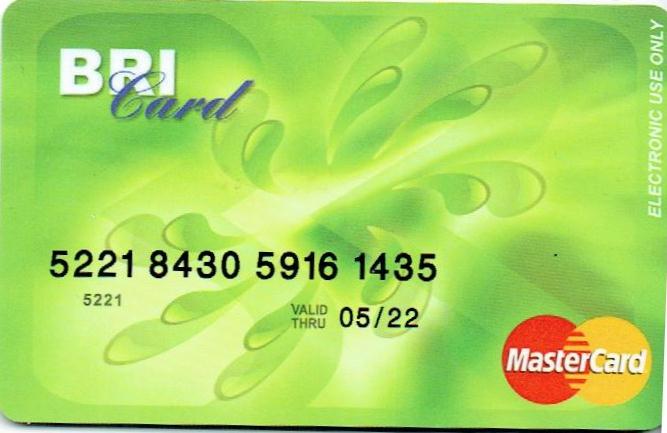 BRI
Card
ELECTRONIC USE ONLY
5221 8430 5916 1435
5221
VALID
THRU 05/22
MasterCard